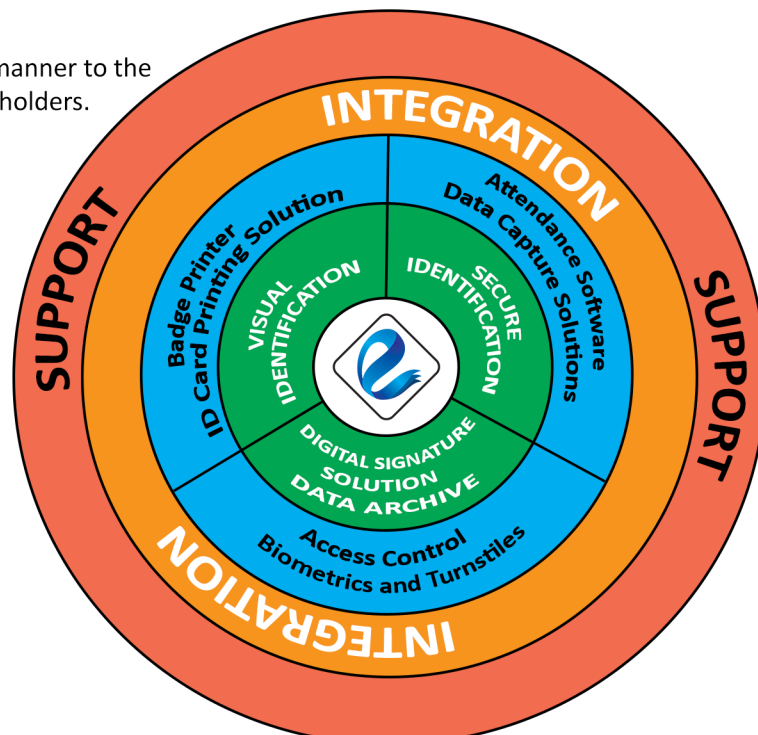 manner to the
holders.
INTEGRATION
SUPPORT
SUPPORT
Badge Printer
ID Card Printing Solution
Attendance Software
Data Capture Solutions
VISUAL
IDENTIFICATION
SECURE
IDENTIFICATION
DIGITAL SIGNATURE
SOLUTION
DATA ARCHIVE
Access Control
Biometrics and Turnstiles
INTEGRATION